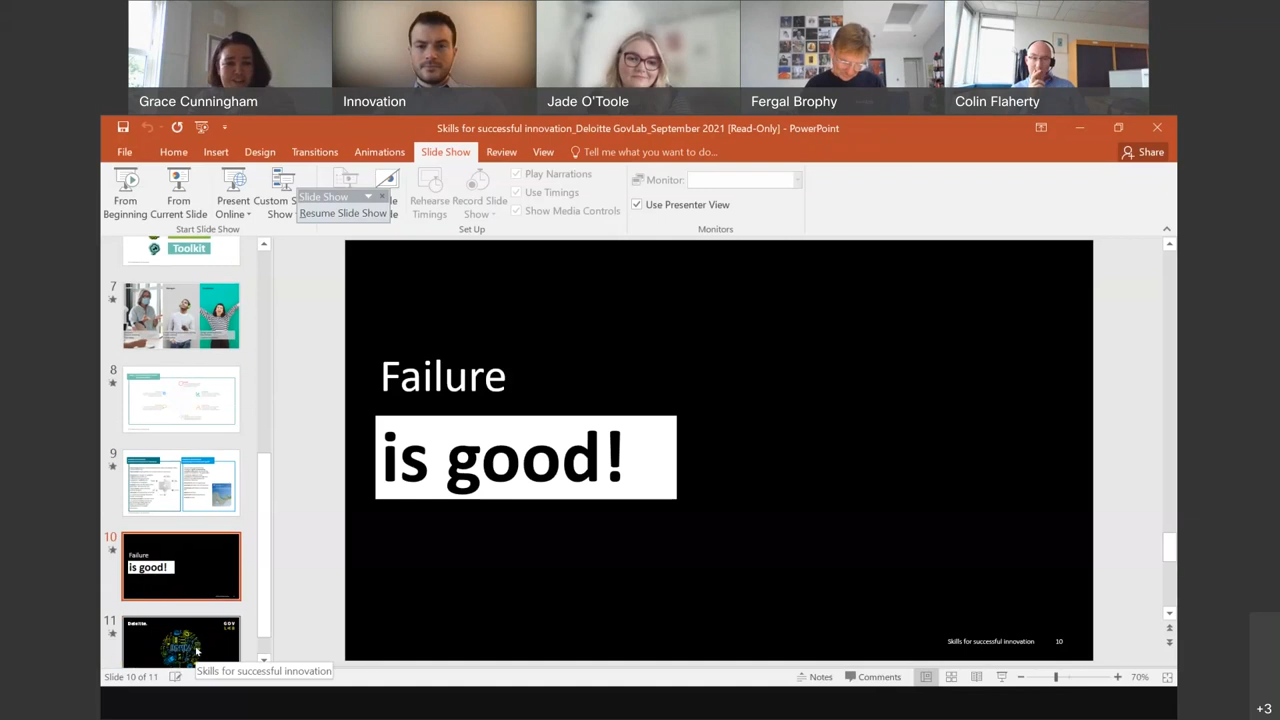 Grace Cunningham
Innovation
Jade O'Toole
Fergal Brophy
Colin Flaherty
Skills for successful innovation_Deloitte GovLab_September 2021 [Read-Only] - PowerPoint
File Home Insert Design Transitions Animations Slide Show Review View Tell me what you want to do... Share
From Beginning
From Current Slide
Present Online
Custom Slide Show
Slide Show
Resume Slide Show
Rehearse Timings
Record Slide Show
Play Narrations
Use Timings
Show Media Controls
Monitor:
Use Presenter View
Start Slide Show
Set Up
Monitors
Toolkit
7
8
9
10
Failure
is good!
11
Deloitte.
GOV
LAB
Failure
is good!
Skills for successful innovation 10
Skills for successful innovation
Slide 10 of 11
Notes
Comments
70%
+3